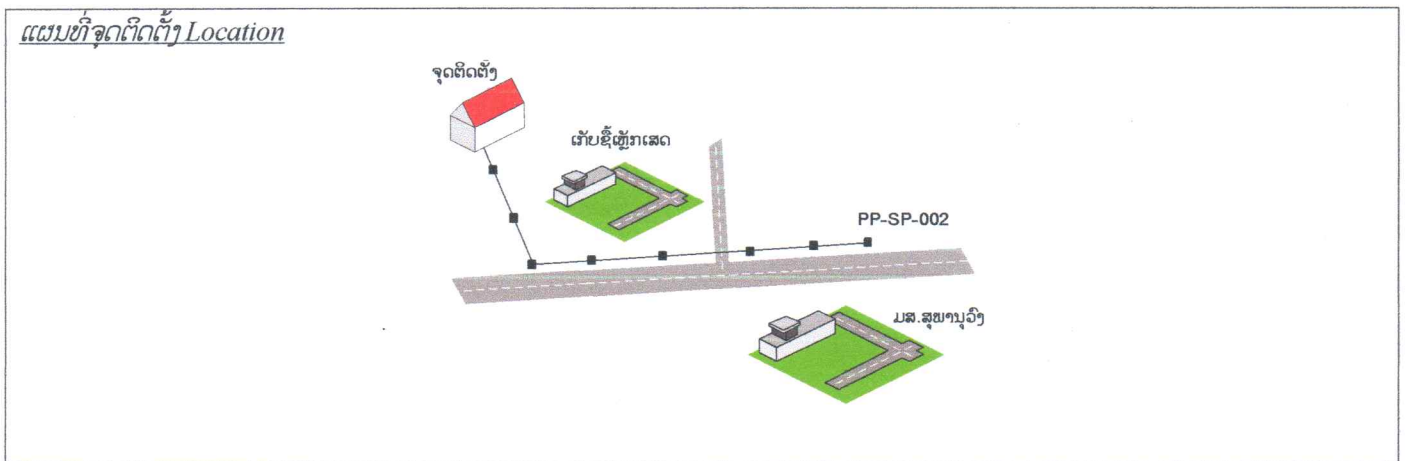 ແຜນທີ່ຈຸດຕິດຕັ້ງ Location
ຈຸດຕິດຕັ້ງ
ເກັບຊື້ເຫຼັກເສດ
PP-SP-002
ມສ.ສຸພານຸວົງ